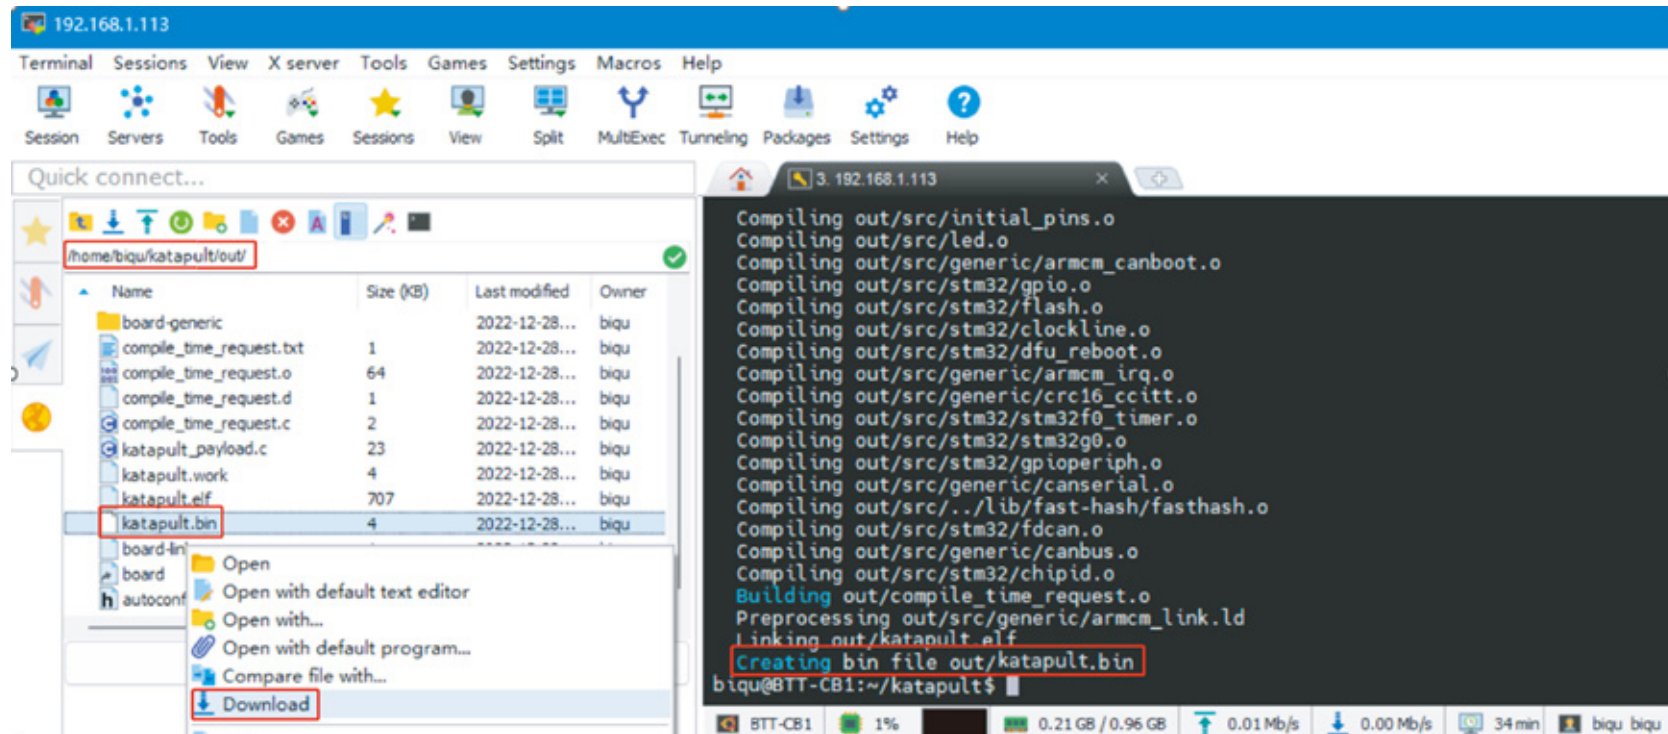 192.168.1.113
Terminal Sessions View X server Tools Games Settings Macros Help
Session Servers Tools Games Sessions View Split MultiExec Tunneling Packages Settings Help
Quick connect...
/home/biqu/katapult/out/
Name Size (KB) Last modified Owner
board-generic 2022-12-28... biqu
compile_time_request.txt 1 2022-12-28... biqu
compile_time_request.o 64 2022-12-28... biqu
compile_time_request.d 1 2022-12-28... biqu
compile_time_request.c 2 2022-12-28... biqu
katapult_payload.c 23 2022-12-28... biqu
katapult.work 4 2022-12-28... biqu
katapult.elf 707 2022-12-28... biqu
katapult.bin 4 2022-12-28... biqu
board-lin
board
autoconf
Open
Open with default text editor
Open with...
Open with default program...
Compare file with...
Download
3. 192.168.1.113
Compiling out/src/initial_pins.o
Compiling out/src/led.o
Compiling out/src/generic/armcm_canboot.o
Compiling out/src/stm32/gpio.o
Compiling out/src/stm32/flash.o
Compiling out/src/stm32/clockline.o
Compiling out/src/stm32/dfu_reboot.o
Compiling out/src/generic/armcm_irq.o
Compiling out/src/generic/crc16_ccitt.o
Compiling out/src/stm32/stm32f0_timer.o
Compiling out/src/stm32/stm32g0.o
Compiling out/src/stm32/gpioperiph.o
Compiling out/src/generic/canserial.o
Compiling out/src/../lib/fast-hash/fasthash.o
Compiling out/src/stm32/fdcan.o
Compiling out/src/generic/canbus.o
Compiling out/src/stm32/chipid.o
Building out/compile_time_request.o
Preprocessing out/src/generic/armcm_link.ld
Linking out/katapult.elf
Creating bin file out/katapult.bin
biqu@BTT-CB1:~/katapult$
BTT-CB1 1% 0.21 GB / 0.96 GB 0.01 Mb/s 0.00 Mb/s 34 min biqu biqu